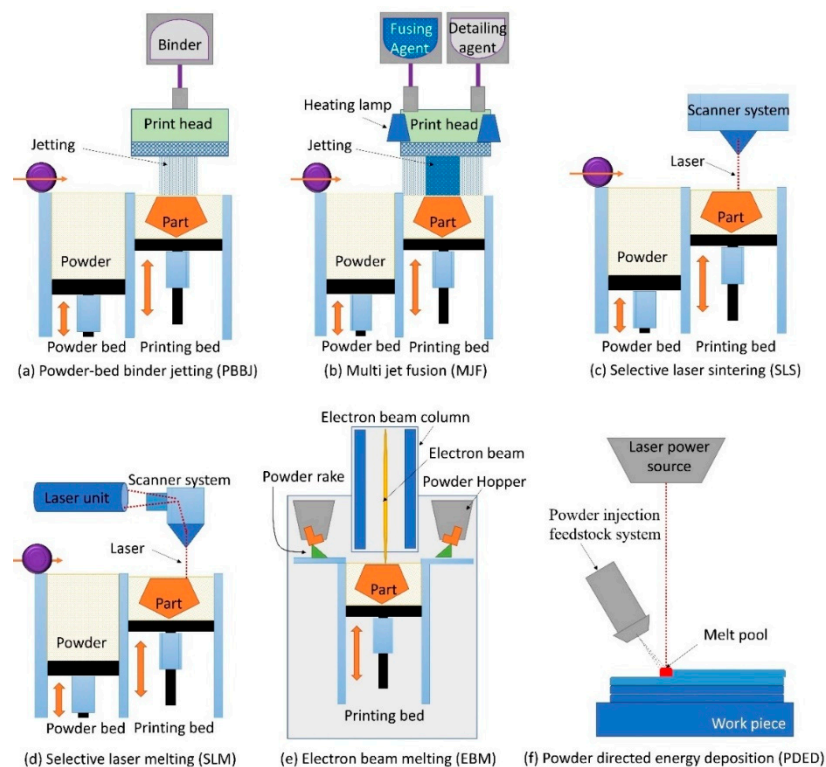 Binder
Print head
Jetting
Part
Powder
Powder bed
Printing bed
(a) Powder-bed binder jetting (PBBJ)
Fusing
Agent
Detailing
agent
Heating lamp
Print head
Jetting
Part
Powder
Powder bed
Printing bed
(b) Multi jet fusion (MJF)
Scanner system
Laser
Part
Powder
Powder bed
Printing bed
(c) Selective laser sintering (SLS)
Scanner system
Laser unit
Laser
Part
Powder
Powder bed
Printing bed
(d) Selective laser melting (SLM)
Electron beam column
Electron beam
Powder rake
Powder Hopper
Part
Printing bed
(e) Electron beam melting (EBM)
Laser power
source
Powder injection
feedstock system
Melt pool
Work piece
(f) Powder directed energy deposition (PDED)